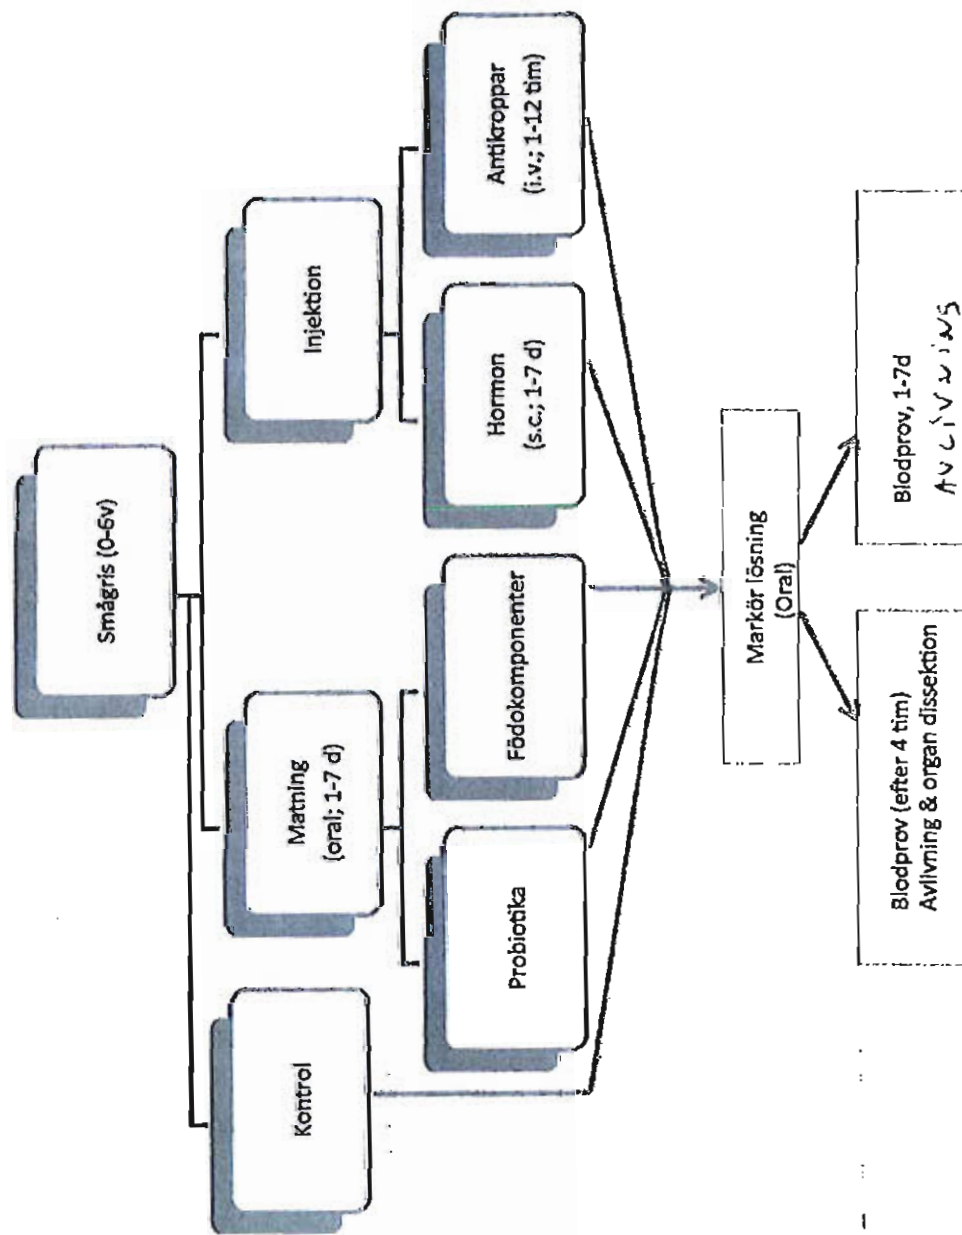 Smågris (0-6v)
Kontrol
Matning
(oral; 1-7 d)
Injektion
Probiotika
Födokomponenter
Hormon
(s.c.; 1-7 d)
Antikroppar
(i.v.; 1-12 tim)
Markör lösning
(Oral)
Blodprov (efter 4 tim)
Avlivning & organ dissektion
Blodprov, 1-7d
AVLIVNING